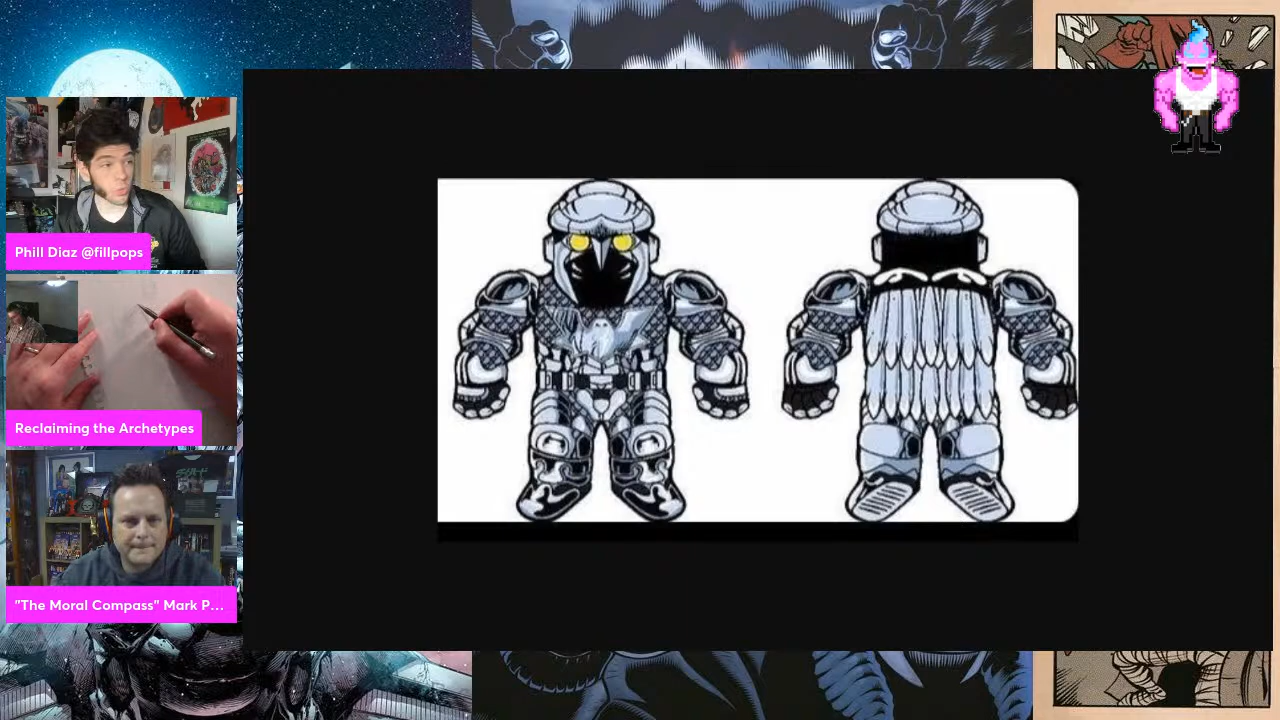 Phill Diaz @fillpops
Reclaiming the Archetypes
"The Moral Compass" Mark P...